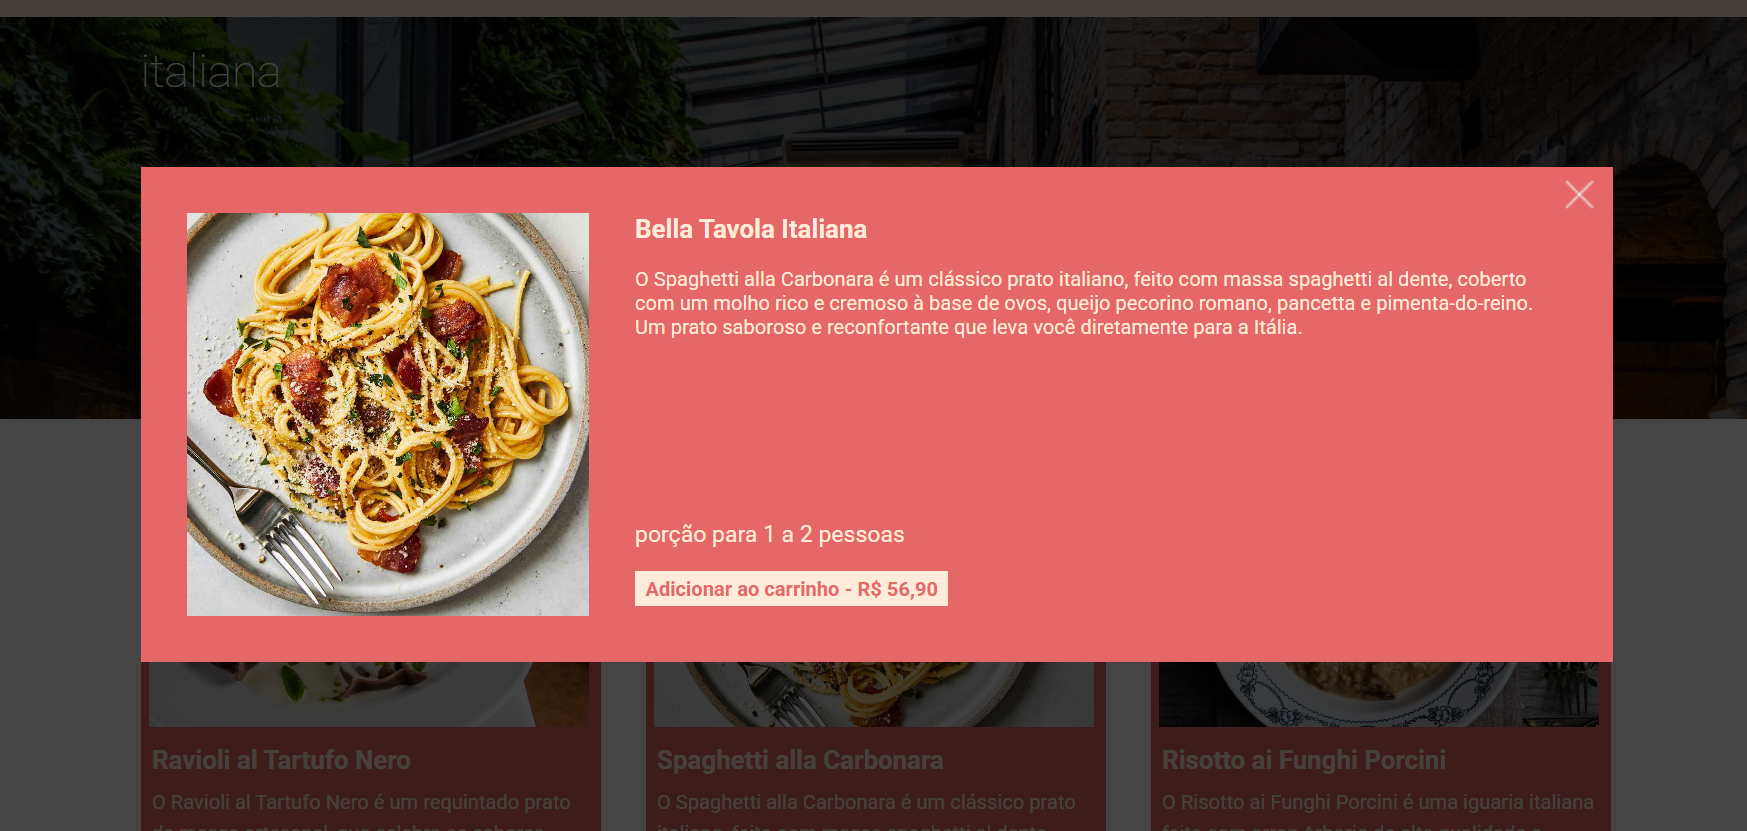 italiana
Bella Tavola Italiana
O Spaghetti alla Carbonara é um clássico prato italiano, feito com massa spaghetti al dente, coberto
com um molho rico e cremoso à base de ovos, queijo pecorino romano, pancetta e pimenta-do-reino.
Um prato saboroso e reconfortante que leva você diretamente para a Itália.
porção para 1 a 2 pessoas
Adicionar ao carrinho - R$ 56,90
Ravioli al Tartufo Nero
O Ravioli al Tartufo Nero é um requintado prato
Spaghetti alla Carbonara
O Spaghetti alla Carbonara é um clássico prato
Risotto ai Funghi Porcini
O Risotto ai Funghi Porcini é uma iguaria italiana